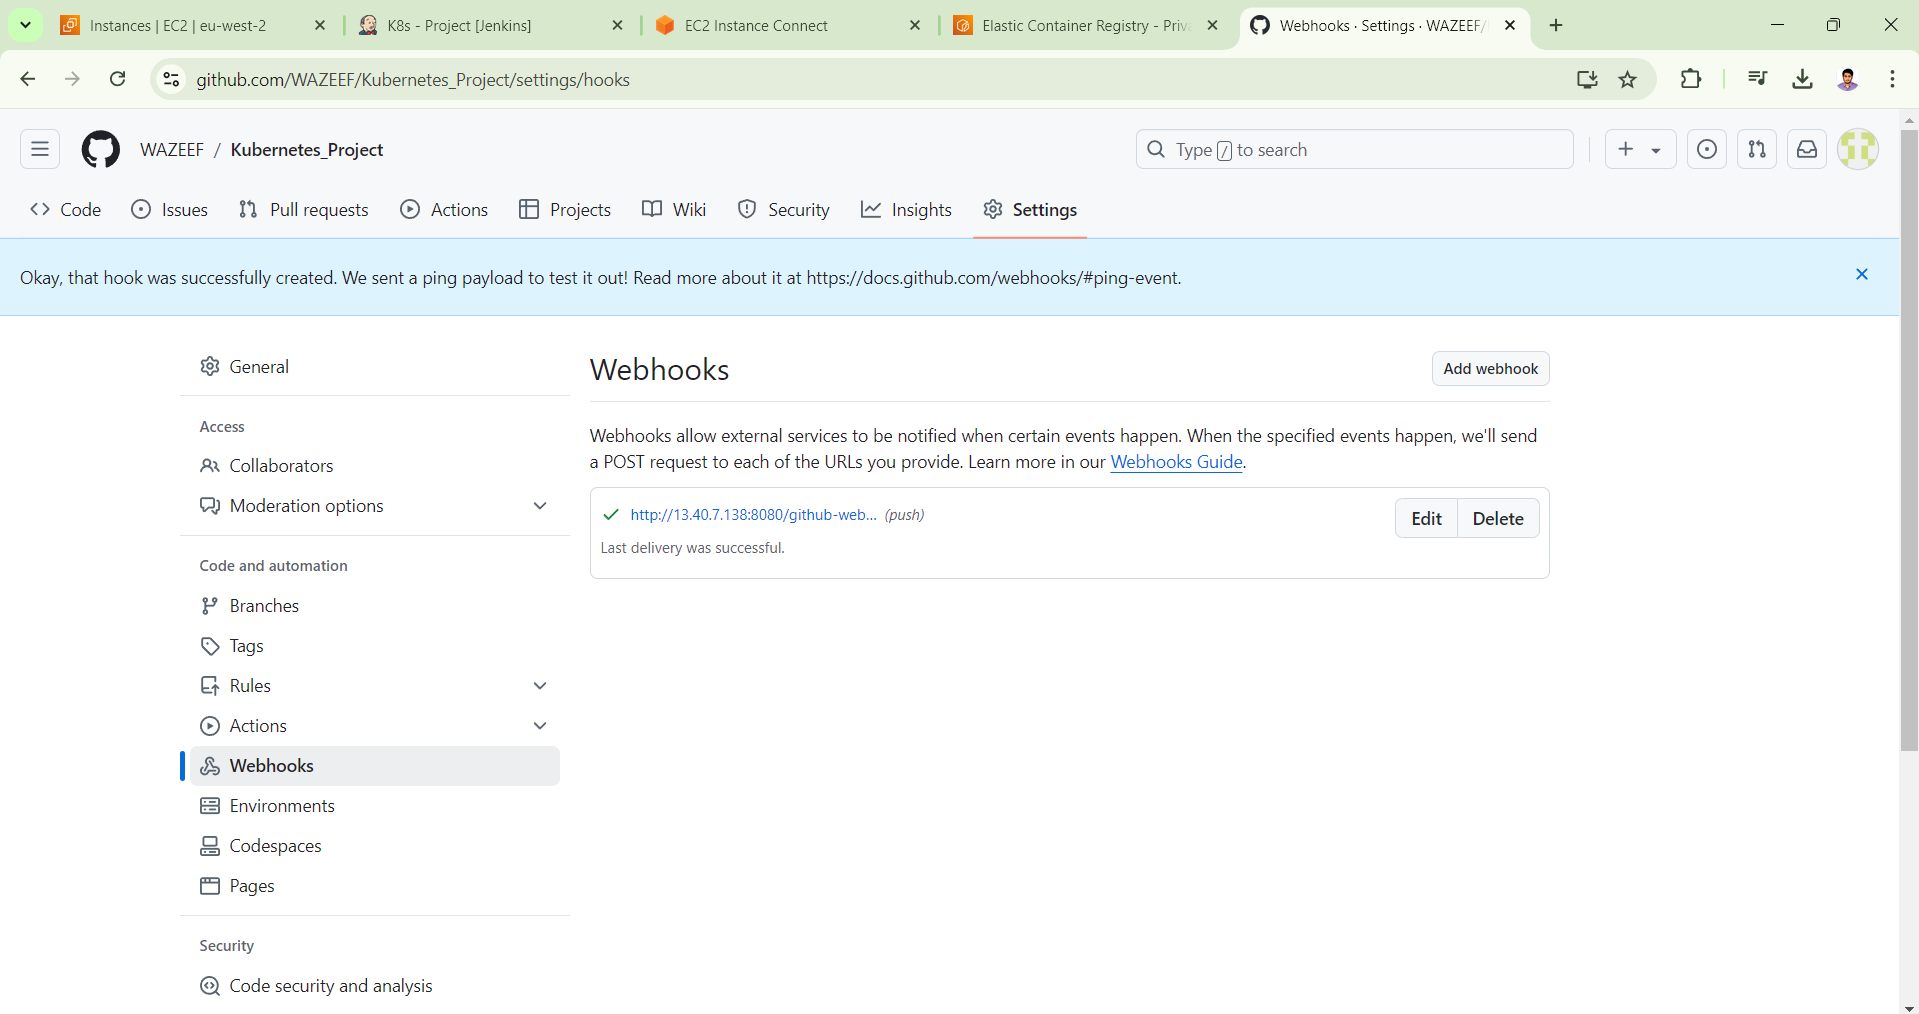 Instances | EC2 | eu-west-2
K8s - Project [Jenkins]
EC2 Instance Connect
Elastic Container Registry - Priv
Webhooks · Settings · WAZEEF/
github.com/WAZEEF/Kubernetes_Project/settings/hooks
WAZEEF / Kubernetes_Project
Type / to search
Code
Issues
Pull requests
Actions
Projects
Wiki
Security
Insights
Settings
Okay, that hook was successfully created. We sent a ping payload to test it out! Read more about it at https://docs.github.com/webhooks/#ping-event.
General
Access
Collaborators
Moderation options
Code and automation
Branches
Tags
Rules
Actions
Webhooks
Environments
Codespaces
Pages
Security
Code security and analysis
Webhooks
Add webhook
Webhooks allow external services to be notified when certain events happen. When the specified events happen, we'll send
a POST request to each of the URLs you provide. Learn more in our Webhooks Guide.
http://13.40.7.138:8080/github-web... (push)
Edit
Delete
Last delivery was successful.